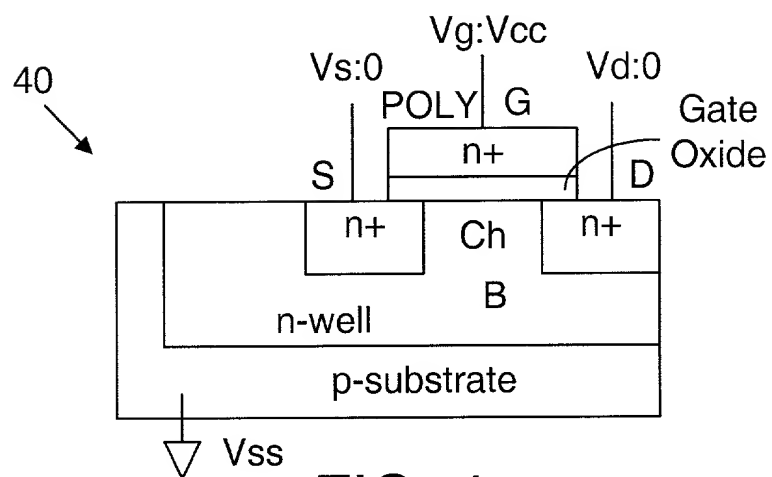 Vg:Vcc
40
Vs:0
Vd:0
POLY
G
Gate
Oxide
n+
S
D
n+
Ch
n+
B
n-well
p-substrate
Vss